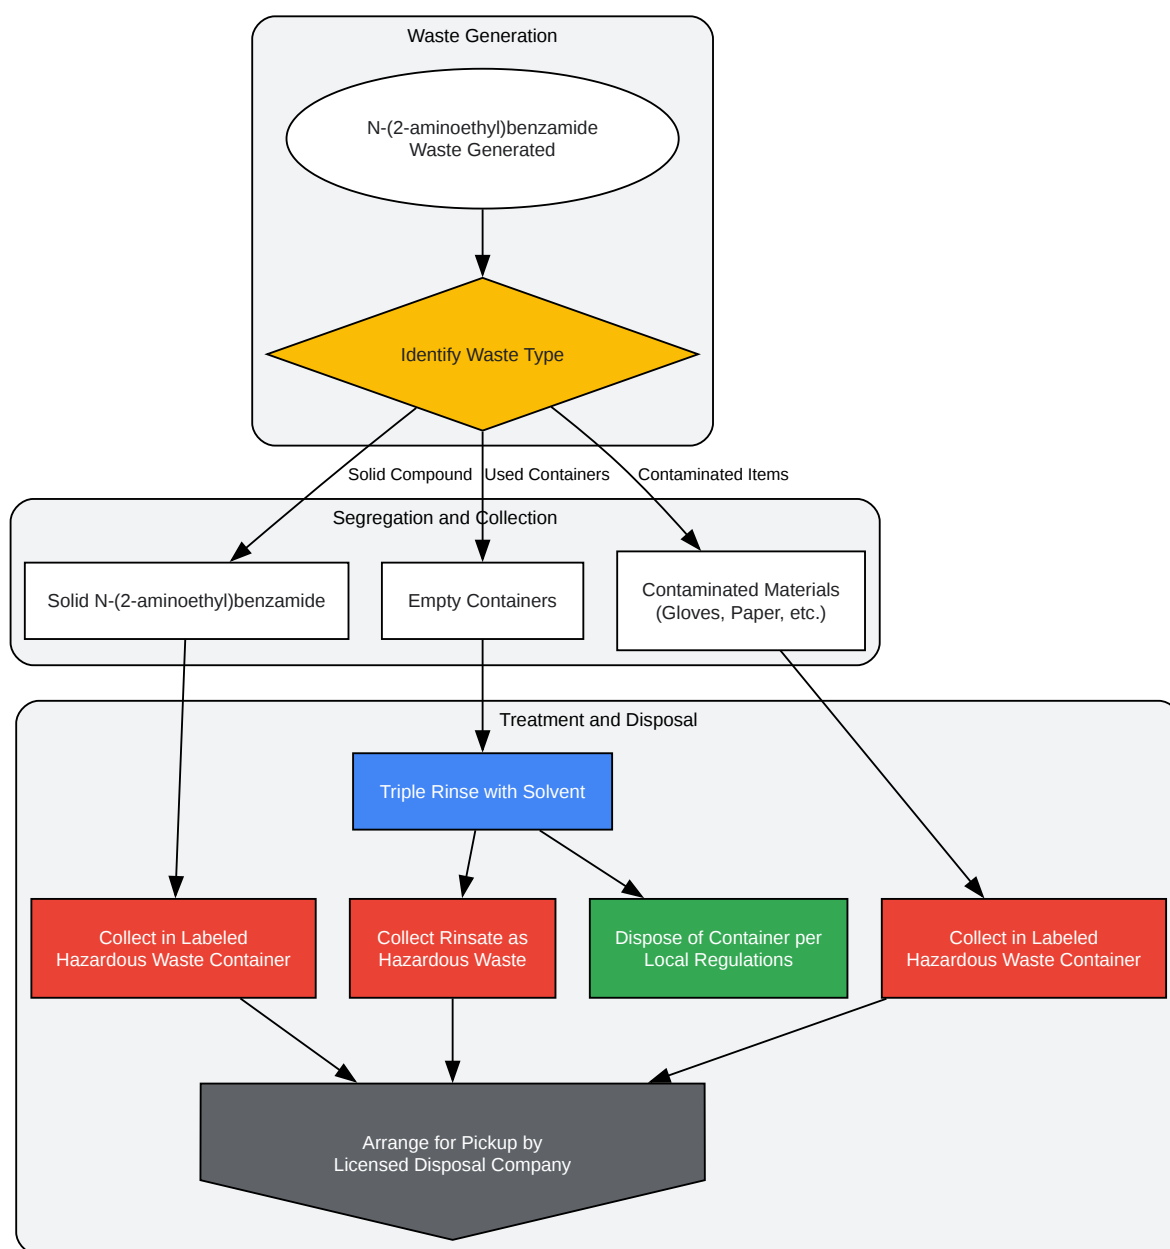 Waste Generation
N-(2-aminoethyl)benzamide
Waste Generated
Identify Waste Type
Solid Compound
Used Containers
Contaminated Items
Segregation and Collection
Solid N-(2-aminoethyl)benzamide
Empty Containers
Contaminated Materials
(Gloves, Paper, etc.)
Treatment and Disposal
Triple Rinse with Solvent
Collect in Labeled
Hazardous Waste Container
Collect Rinsate as
Hazardous Waste
Dispose of Container per
Local Regulations
Collect in Labeled
Hazardous Waste Container
Arrange for Pickup by
Licensed Disposal Company